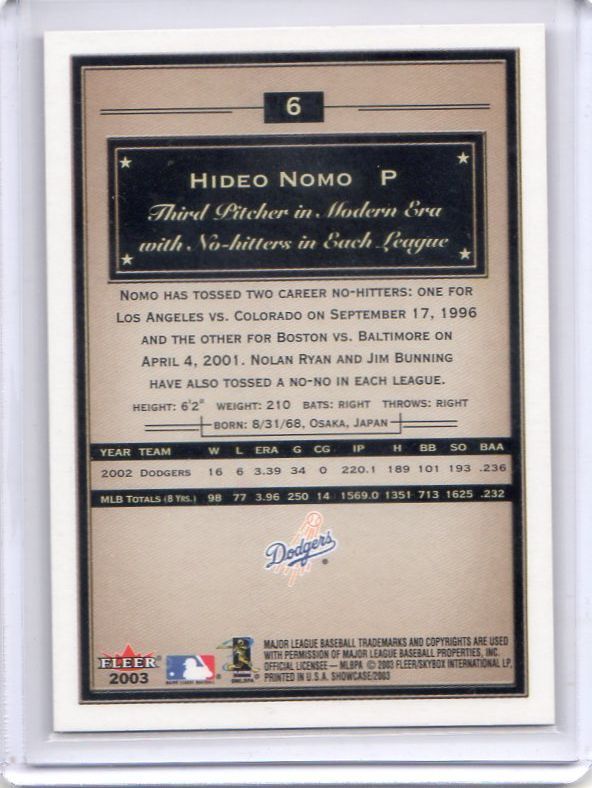 6
HIDEO NOMO P
Third Pitcher in Modern Era
with No-hitters in Each League
NOMO HAS TOSSED TWO CAREER NO-HITTERS: ONE FOR
LOS ANGELES VS. COLORADO ON SEPTEMBER 17, 1996
AND THE OTHER FOR BOSTON VS. BALTIMORE ON
APRIL 4, 2001. NOLAN RYAN AND JIM BUNNING
HAVE ALSO TOSSED A NO-NO IN EACH LEAGUE.
HEIGHT: 6'2" WEIGHT: 210 BATS: RIGHT THROWS: RIGHT
BORN: 8/31/68, OSAKA, JAPAN
YEAR TEAM W L ERA G CG IP H BB SO BAA
2002 DODGERS 16 6 3.39 34 0 220.1 189 101 193 .236
MLB TOTALS (8 YRS.) 98 77 3.96 250 14 1569.0 1351 713 1625 .232
Dodgers
MAJOR LEAGUE BASEBALL TRADEMARKS AND COPYRIGHTS ARE USED
WITH PERMISSION OF MAJOR LEAGUE BASEBALL PROPERTIES, INC.
OFFICIAL LICENSEE — MLBPA © 2003 FLEER/SKYBOX INTERNATIONAL LP.
PRINTED IN U.S.A. SHOWCASE/2003
FLEER
2003